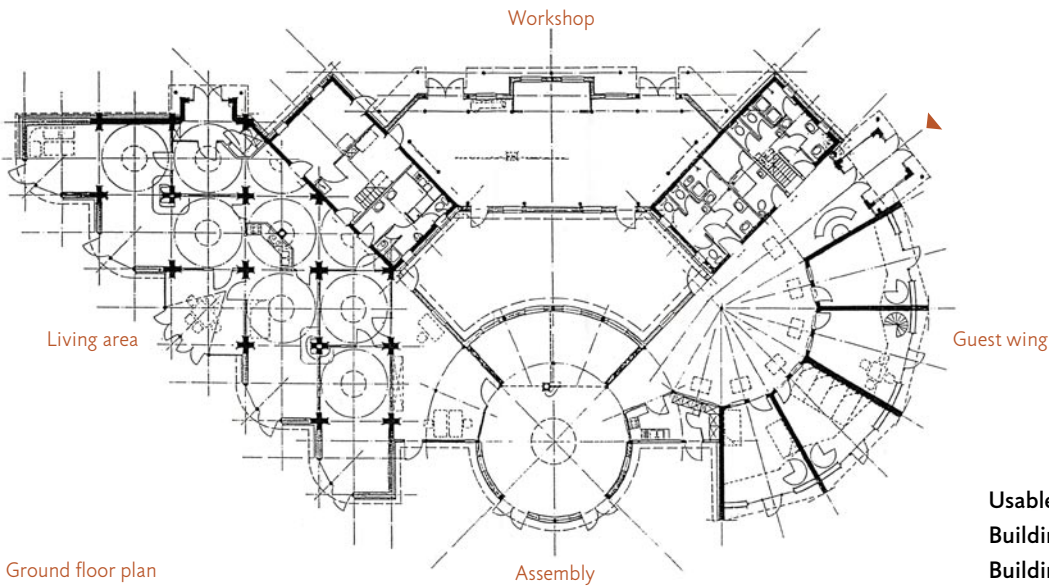 Workshop
Living area
Guest wing
Usable
Buildin
Buildin
Ground floor plan
Assembly